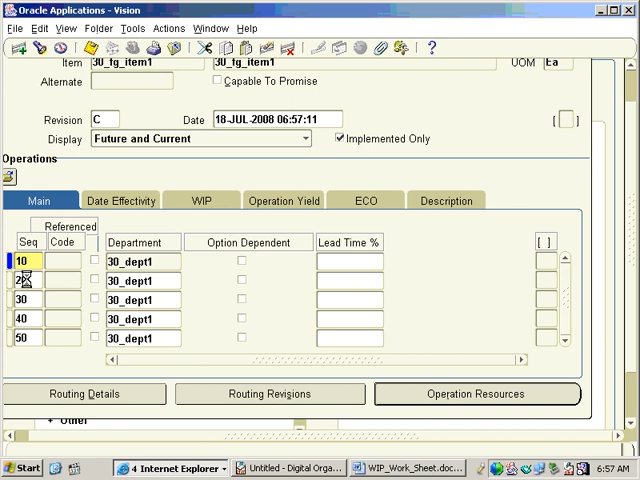 Oracle Applications - Vision
File Edit View Folder Tools Actions Window Help
Item 30_fg_item1 30_fg_item1 UOM Ea
Alternate Capable To Promise
Revision C Date 18-JUL-2008 06:57:11 [ ]
Display Future and Current Implemented Only
Operations
Main Date Effectivity WIP Operation Yield ECO Description
Referenced
Seq Code Department Option Dependent Lead Time % [ ]
10 30_dept1
20 30_dept1
30 30_dept1
40 30_dept1
50 30_dept1
Routing Details Routing Revisions Operation Resources
+ Other
Start 4 Internet Explorer Untitled - Digital Orga... WIP_Work_Sheet.doc... 6:57 AM